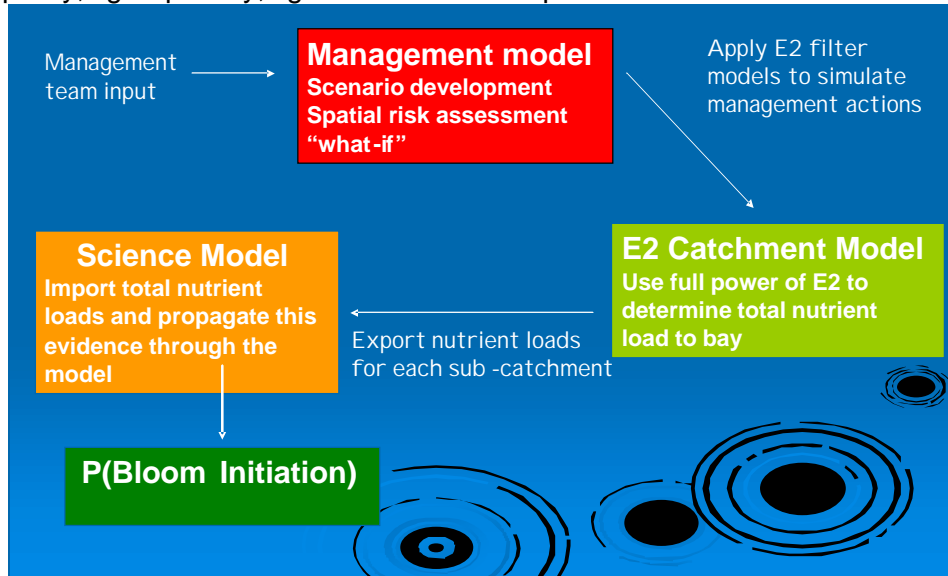 Management
team input
Management model
Scenario development
Spatial risk assessment
“what-if”
Apply E2 filter
models to simulate
management actions
Science Model
Import total nutrient
loads and propagate this
evidence through the
model
E2 Catchment Model
Use full power of E2 to
determine total nutrient
load to bay
Export nutrient loads
for each sub -catchment
P(Bloom Initiation)